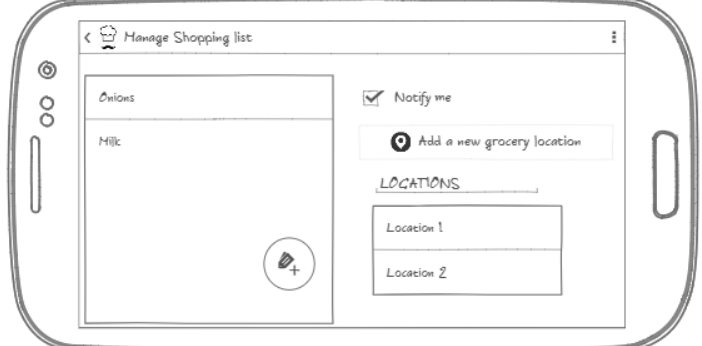 Manage Shopping list
Onions
Milk
Notify me
Add a new grocery location
LOCATIONS
Location 1
Location 2